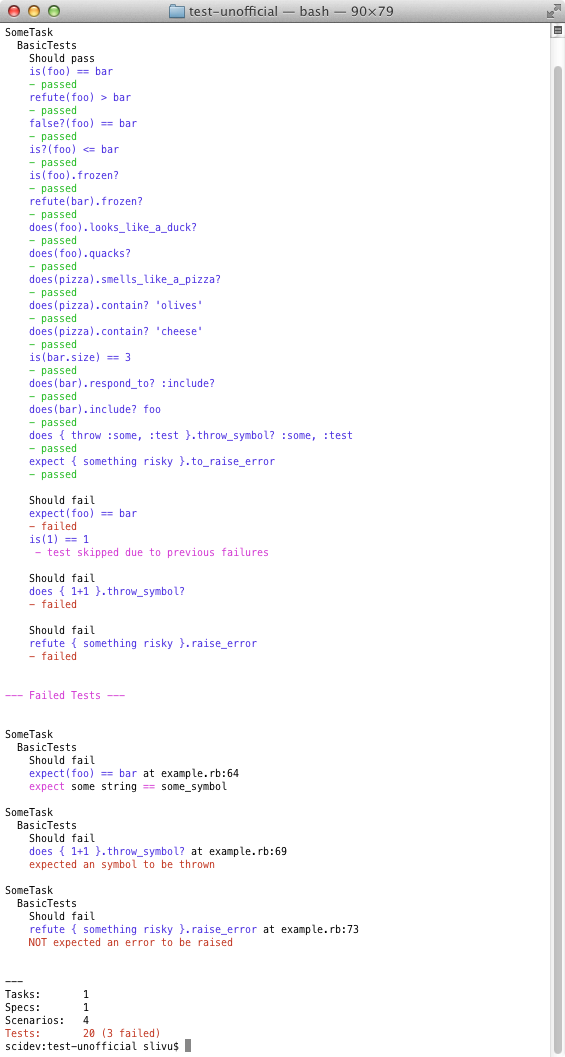 test-unofficial — bash — 90×79
SomeTask
  BasicTests
    Should pass
    is(foo) == bar
    - passed
    refute(foo) > bar
    - passed
    false?(foo) == bar
    - passed
    is?(foo) <= bar
    - passed
    is(foo).frozen?
    - passed
    refute(bar).frozen?
    - passed
    does(foo).looks_like_a_duck?
    - passed
    does(foo).quacks?
    - passed
    does(pizza).smells_like_a_pizza?
    - passed
    does(pizza).contain? 'olives'
    - passed
    does(pizza).contain? 'cheese'
    - passed
    is(bar.size) == 3
    - passed
    does(bar).respond_to? :include?
    - passed
    does(bar).include? foo
    - passed
    does { throw :some, :test }.throw_symbol? :some, :test
    - passed
    expect { something risky }.to_raise_error
    - passed

    Should fail
    expect(foo) == bar
    - failed
    is(1) == 1
     - test skipped due to previous failures

    Should fail
    does { 1+1 }.throw_symbol?
    - failed

    Should fail
    refute { something risky }.raise_error
    - failed

--- Failed Tests ---

SomeTask
  BasicTests
    Should fail
    expect(foo) == bar at example.rb:64
    expect some string == some_symbol

SomeTask
  BasicTests
    Should fail
    does { 1+1 }.throw_symbol? at example.rb:69
    expected an symbol to be thrown

SomeTask
  BasicTests
    Should fail
    refute { something risky }.raise_error at example.rb:73
    NOT expected an error to be raised

---
Tasks:       1
Specs:       1
Scenarios:   4
Tests:       20 (3 failed)
scidev:test-unofficial slivu$